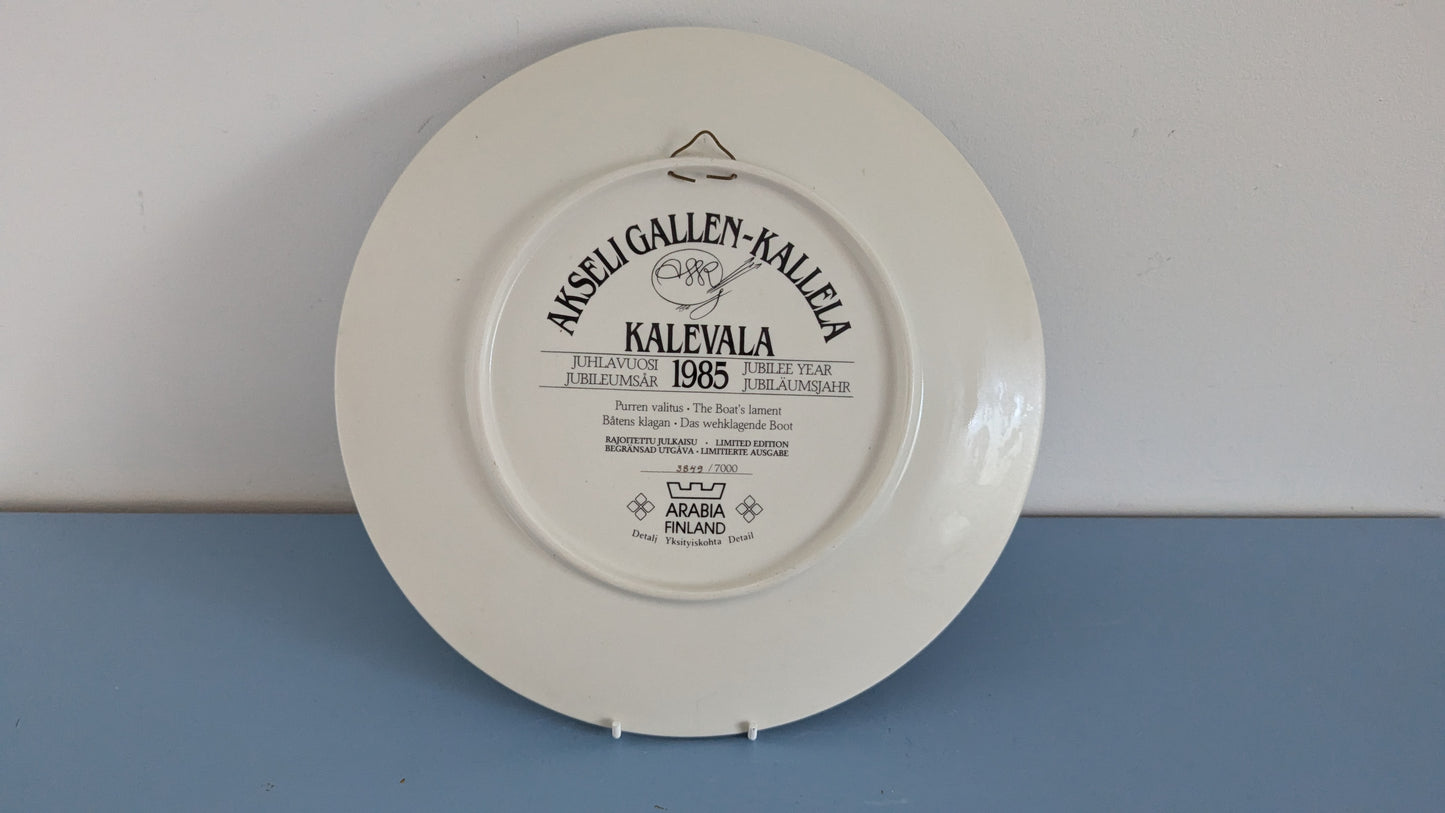 AKSELI GALLEN-KALLELA
KALEVALA
JUHLAVUOSI 1985 JUBILEE YEAR
JUBILEUMSÅR JUBILÄUMSJAHR
Purren valitus · The Boat's lament
Båtens klagan · Das wehklagende Boot
RAJOITETTU JULKAISU · LIMITED EDITION
BEGRÄNSAD UTGÅVA · LIMITIERTE AUSGABE
3849 / 7000
ARABIA
FINLAND
Detalj Yksityiskohta Detail